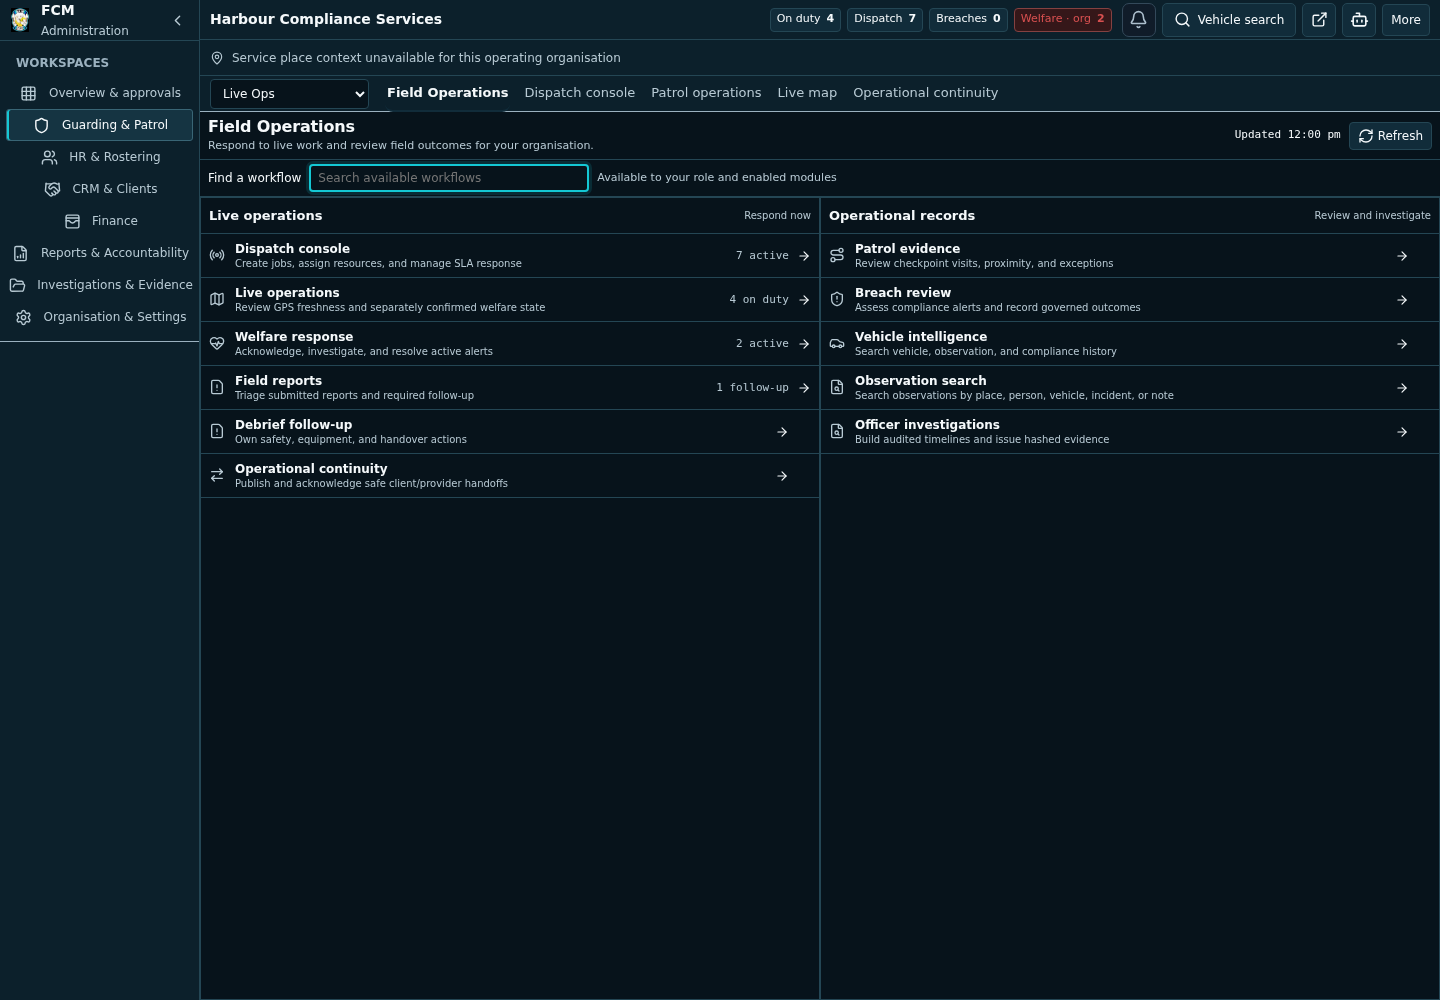 FCM
Administration
WORKSPACES
Overview & approvals
Guarding & Patrol
HR & Rostering
CRM & Clients
Finance
Reports & Accountability
Investigations & Evidence
Organisation & Settings
Harbour Compliance Services
On duty 4
Dispatch 7
Breaches 0
Welfare · org 2
Vehicle search
More
Service place context unavailable for this operating organisation
Live Ops
Field Operations
Dispatch console
Patrol operations
Live map
Operational continuity
Field Operations
Respond to live work and review field outcomes for your organisation.
Updated 12:00 pm
Refresh
Find a workflow
Search available workflows
Available to your role and enabled modules
Live operations
Respond now
Dispatch console
Create jobs, assign resources, and manage SLA response
7 active
Live operations
Review GPS freshness and separately confirmed welfare state
4 on duty
Welfare response
Acknowledge, investigate, and resolve active alerts
2 active
Field reports
Triage submitted reports and required follow-up
1 follow-up
Debrief follow-up
Own safety, equipment, and handover actions
Operational continuity
Publish and acknowledge safe client/provider handoffs
Operational records
Review and investigate
Patrol evidence
Review checkpoint visits, proximity, and exceptions
Breach review
Assess compliance alerts and record governed outcomes
Vehicle intelligence
Search vehicle, observation, and compliance history
Observation search
Search observations by place, person, vehicle, incident, or note
Officer investigations
Build audited timelines and issue hashed evidence